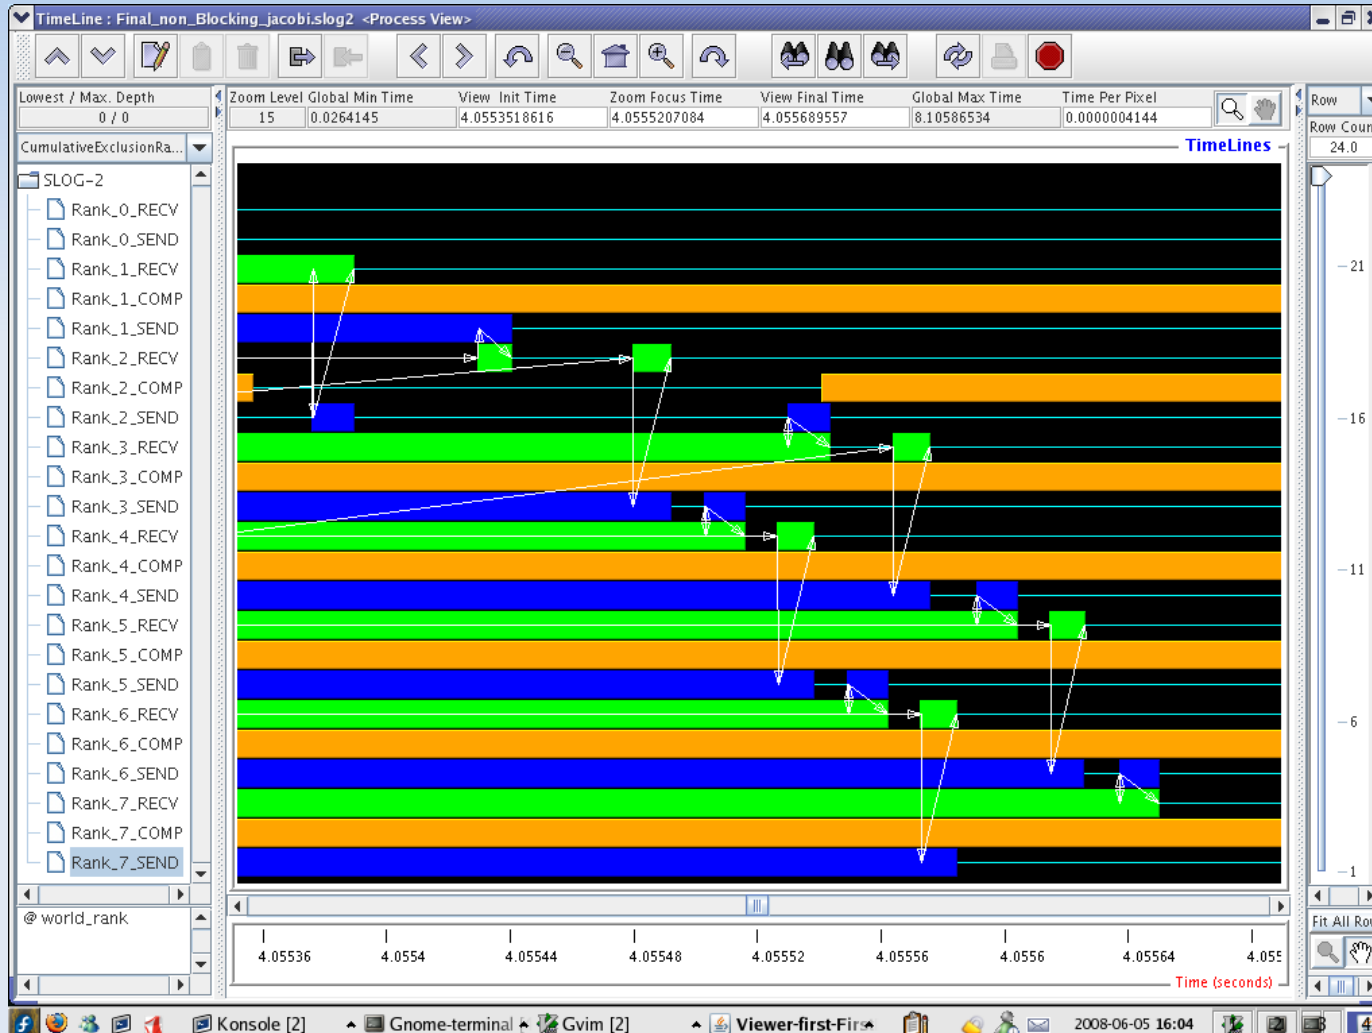 TimeLine : Final_non_Blocking_jacobi.slog2 <Process View>
Lowest / Max. Depth
0 / 0
Zoom Level Global Min Time View Init Time Zoom Focus Time View Final Time Global Max Time Time Per Pixel
15 0.0264145 4.0553518616 4.0555207084 4.055689557 8.10586534 0.0000004144
Row
Row Coun
24.0
CumulativeExclusionRa...
TimeLines
SLOG-2
Rank_0_RECV
Rank_0_SEND
Rank_1_RECV
Rank_1_COMP
Rank_1_SEND
Rank_2_RECV
Rank_2_COMP
Rank_2_SEND
Rank_3_RECV
Rank_3_COMP
Rank_3_SEND
Rank_4_RECV
Rank_4_COMP
Rank_4_SEND
Rank_5_RECV
Rank_5_COMP
Rank_5_SEND
Rank_6_RECV
Rank_6_COMP
Rank_6_SEND
Rank_7_RECV
Rank_7_COMP
Rank_7_SEND
21
16
11
6
1
@ world_rank
Fit All Ro
4.05536 4.0554 4.05544 4.05548 4.05552 4.05556 4.0556 4.05564 4.055
Time (seconds)
Konsole [2] Gnome-terminal Gvim [2] Viewer-first-Firs 2008-06-05 16:04